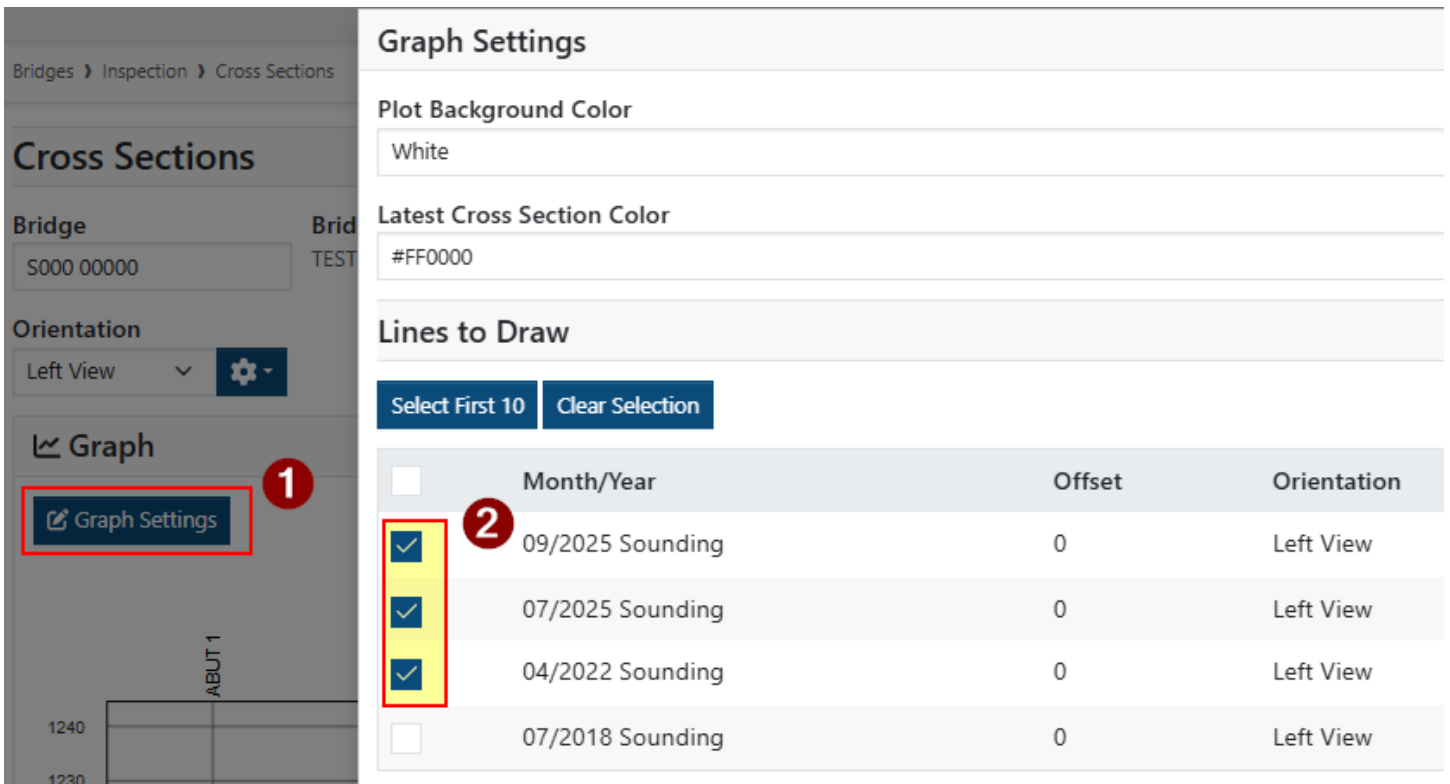 Bridges ❯ Inspection ❯ Cross Sections
Cross Sections
Bridge
Brid
S000 00000
TEST
Orientation
Left View
Graph
1
Graph Settings
ABUT 1
1240
1230
Graph Settings
Plot Background Color
White
Latest Cross Section Color
#FF0000
Lines to Draw
Select First 10 Clear Selection
Month/Year Offset Orientation
2
09/2025 Sounding 0 Left View
07/2025 Sounding 0 Left View
04/2022 Sounding 0 Left View
07/2018 Sounding 0 Left View